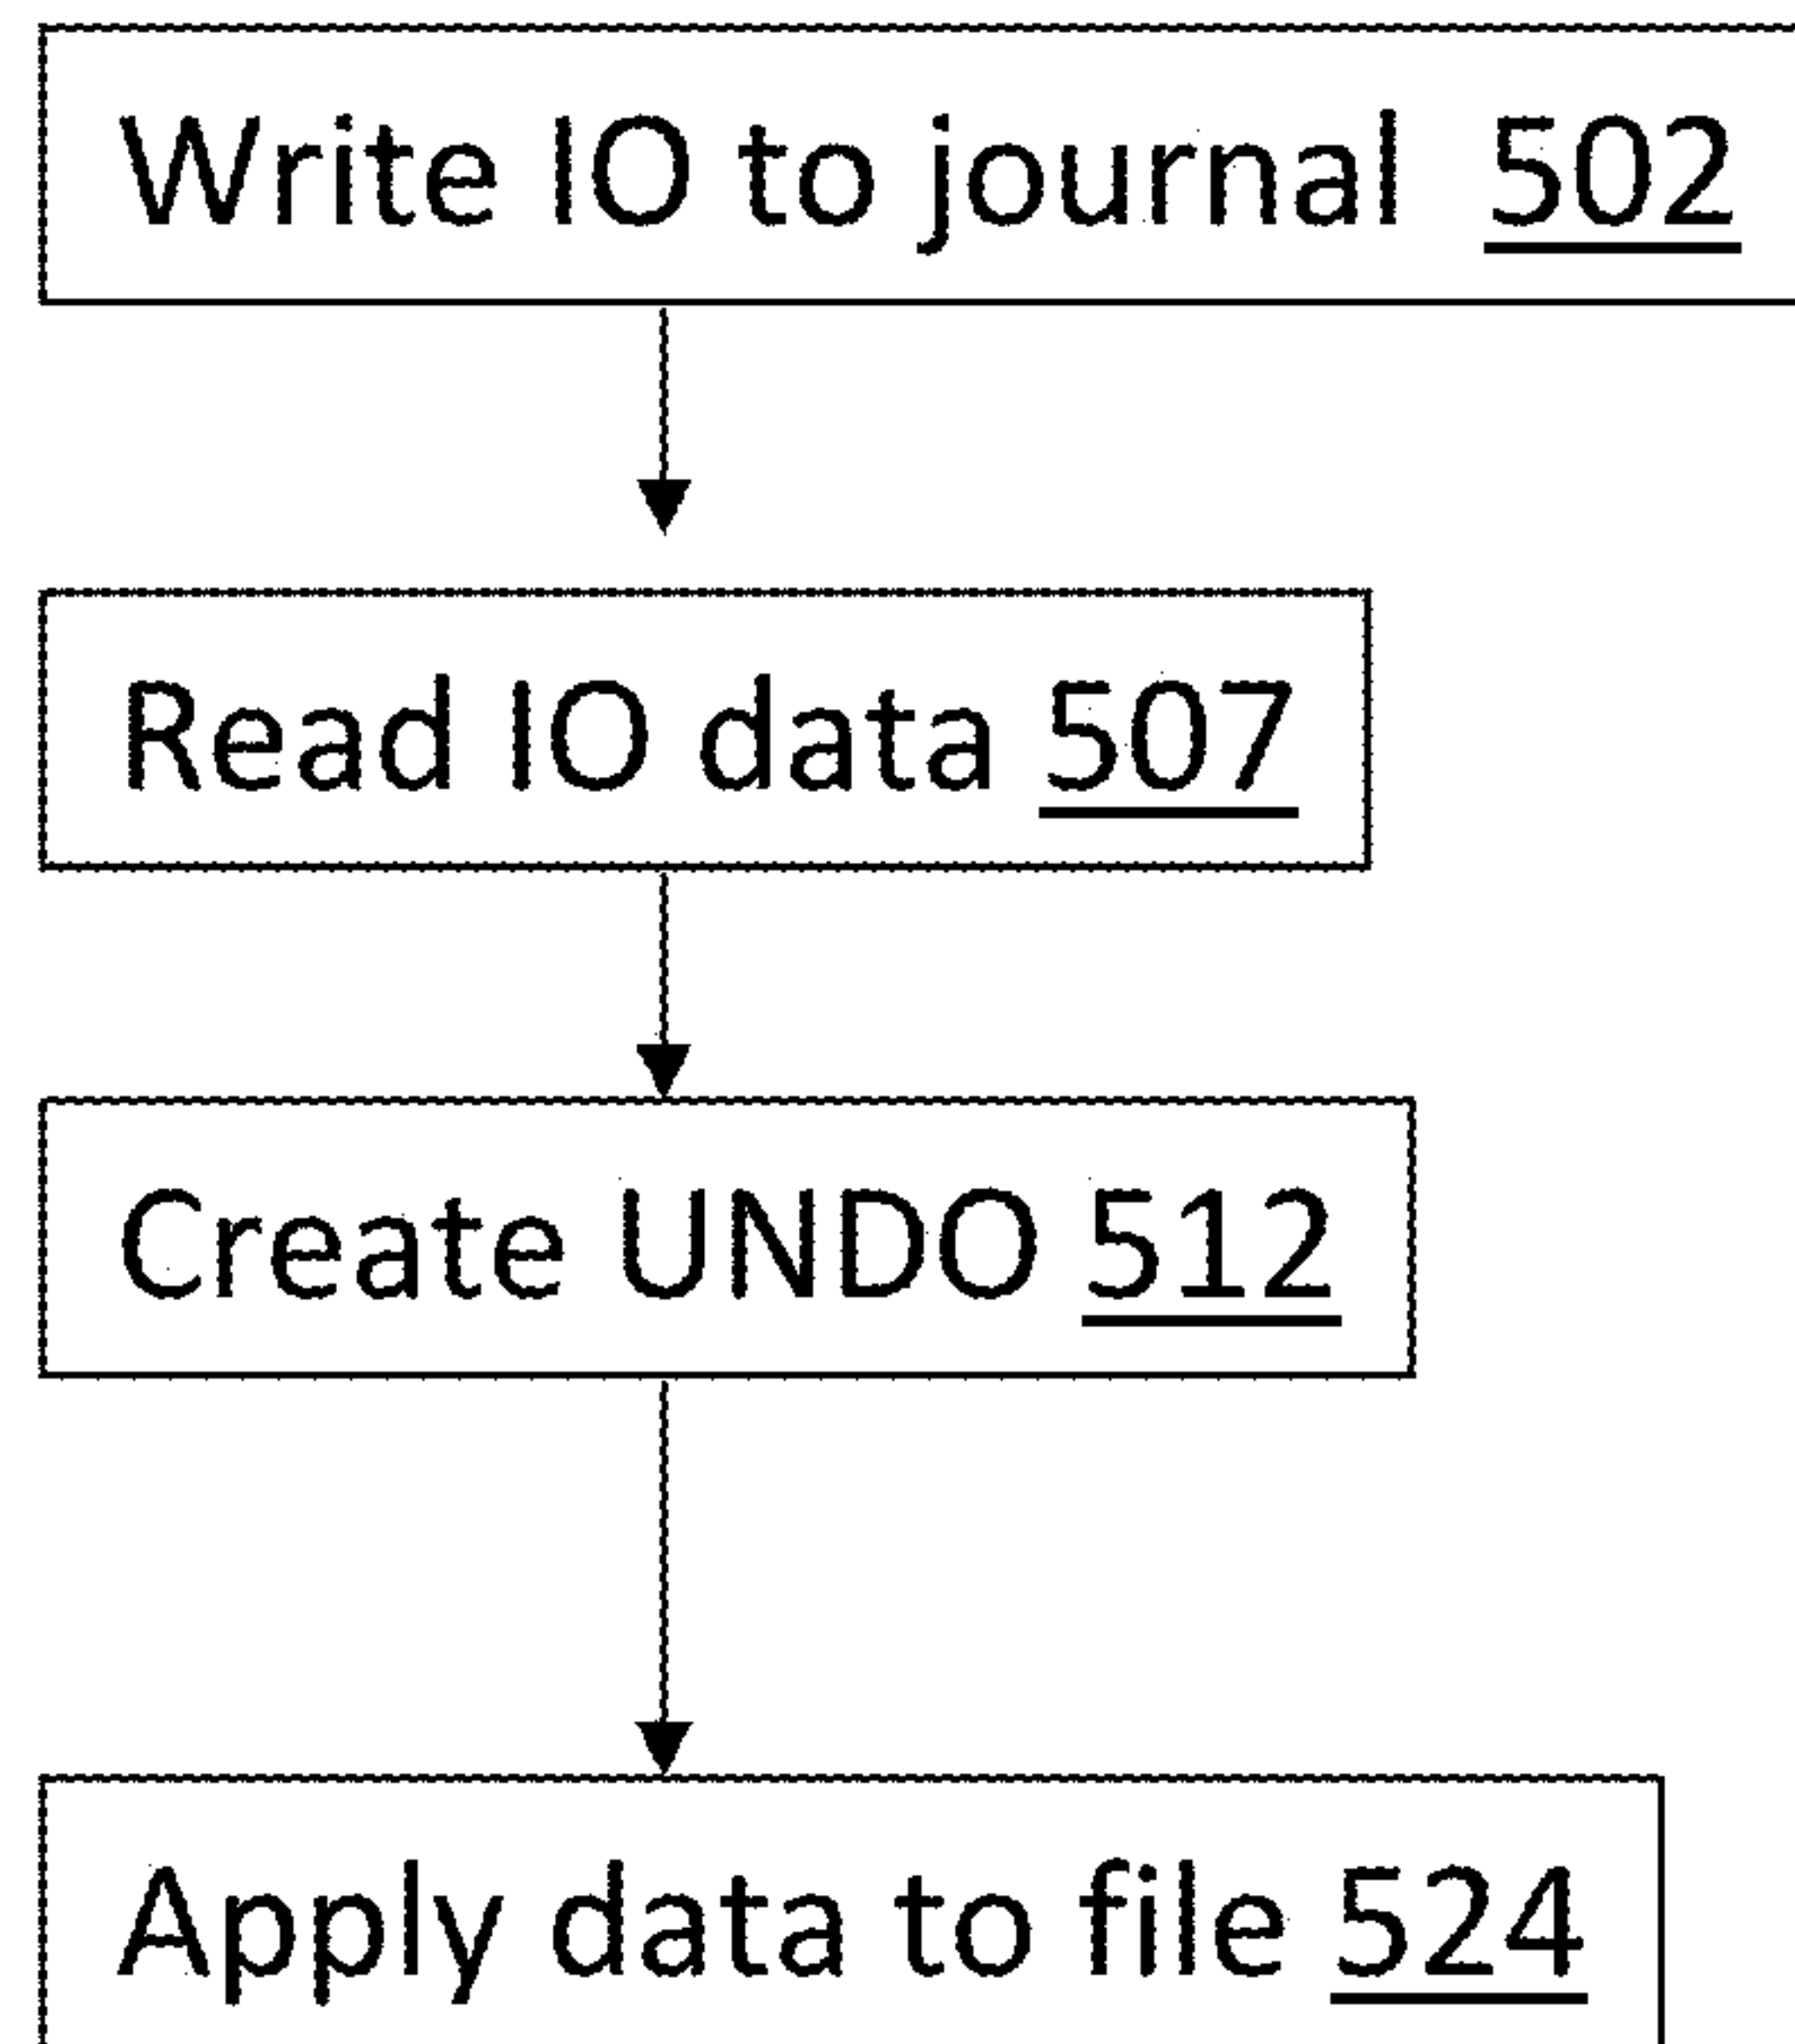 Write IO to journal 502
Read IO data 507
Create UNDO 512
Apply data to file 524